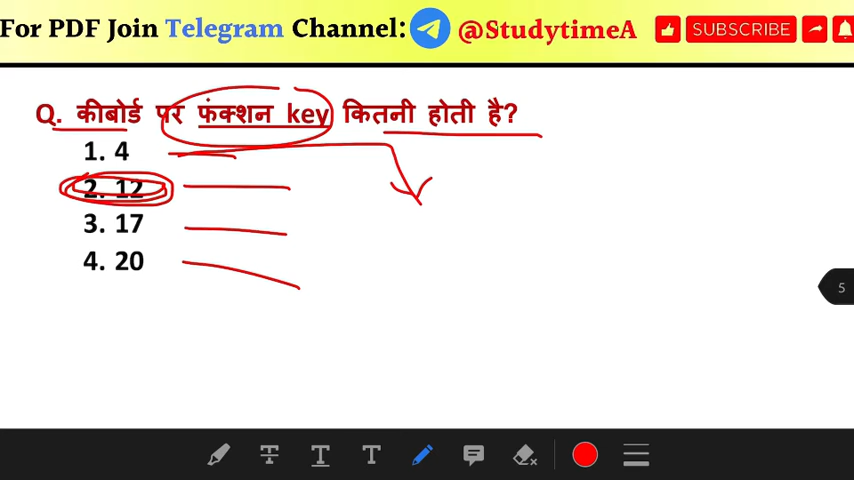 For PDF Join Telegram Channel: @StudytimeA SUBSCRIBE
Q. कीबोर्ड पर फंक्शन key कितनी होती है?
1. 4
2. 12
3. 17
4. 20
5
T T T